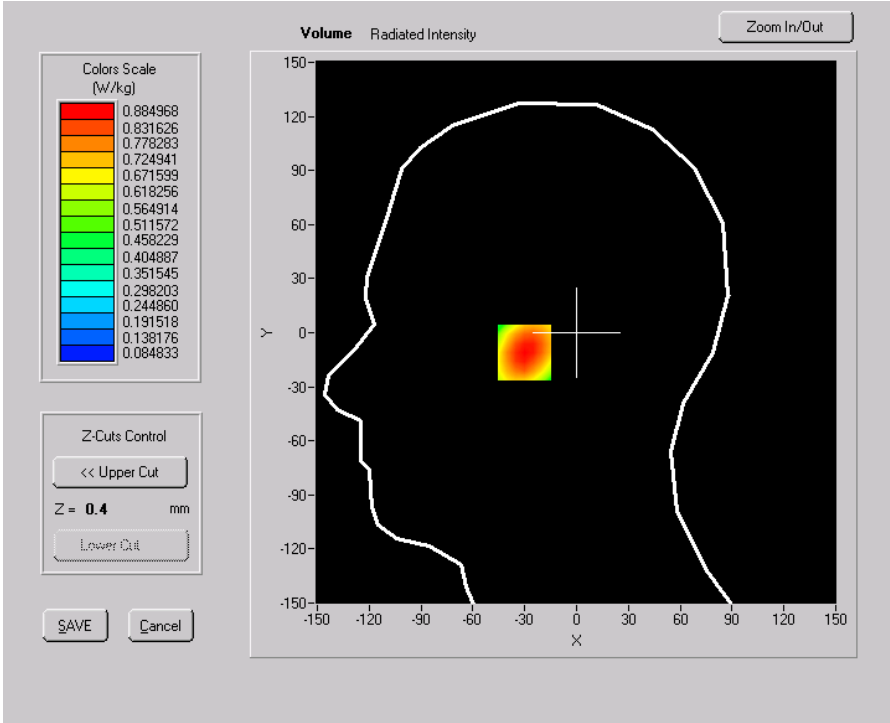 Volume Radiated Intensity
Zoom In/Out
Colors Scale
(W/kg)
0.884968
0.831626
0.778283
0.724941
0.671599
0.618256
0.564914
0.511572
0.458229
0.404887
0.351545
0.298203
0.244860
0.191518
0.138176
0.084833
Z-Cuts Control
<< Upper Cut
Z = 0.4 mm
Lower Cut
SAVE
Cancel
150
120
90
60
30
0
-30
-60
-90
-120
-150
Y
-150 -120 -90 -60 -30 0 30 60 90 120 150
X